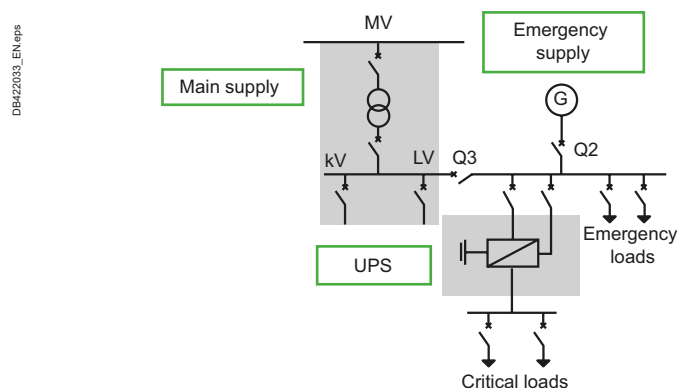 DB422033_EN.eps
MV
Emergency
supply
Main supply
G
Q2
kV
LV
Q3
Emergency
loads
UPS
Critical loads